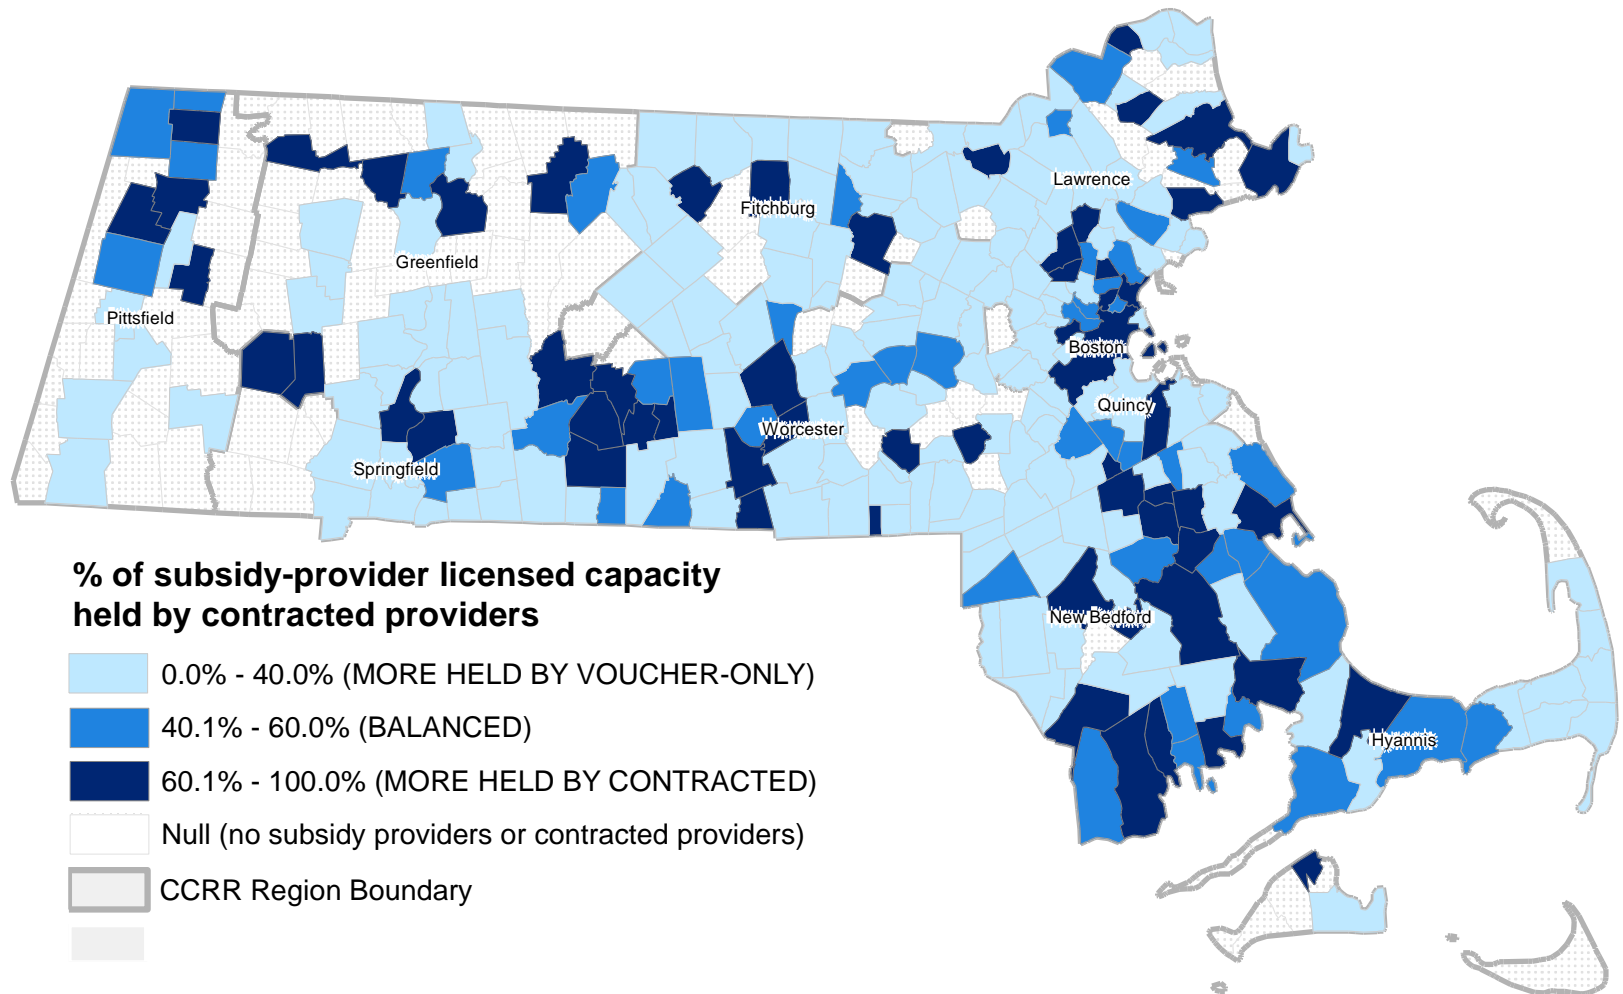 Lawrence
Fitchburg
Greenfield
Pittsfield
Boston
Quincy
Worcester
Springfield
% of subsidy-provider licensed capacity
held by contracted providers
0.0% - 40.0% (MORE HELD BY VOUCHER-ONLY)
40.1% - 60.0% (BALANCED)
60.1% - 100.0% (MORE HELD BY CONTRACTED)
Null (no subsidy providers or contracted providers)
CCRR Region Boundary
New Bedford
Hyannis